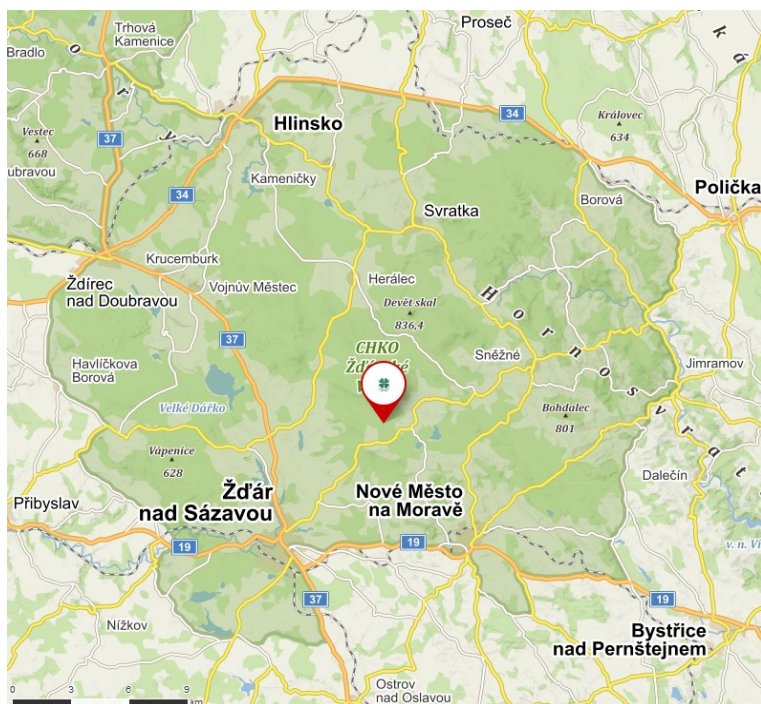 Proseč
Trhová
Kamenice
Bradlo
o
r
y
k
á
34
Královec
634
Vestec
668
37
Hlinsko
Kameničky
ubravou
34
Borová
Polička
Svratka
Krucemburk
Herálec
H
o
r
n
o
s
v
r
a
t
Ždírec
nad Doubravou
Vojnův Městec
Devět skal
836,4
37
CHKO
Sněžné
Jimramov
Havlíčkova
Borová
Velké Dářko
Bohdalec
801
Vápenice
628
Dalečín
Žďár
nad Sázavou
Nové Město
na Moravě
Přibyslav
19
19
v. n. Ví
37
19
Nížkov
Bystřice
nad Pernštejnem
Ostrov
nad Oslavou
0 3 6 9
km